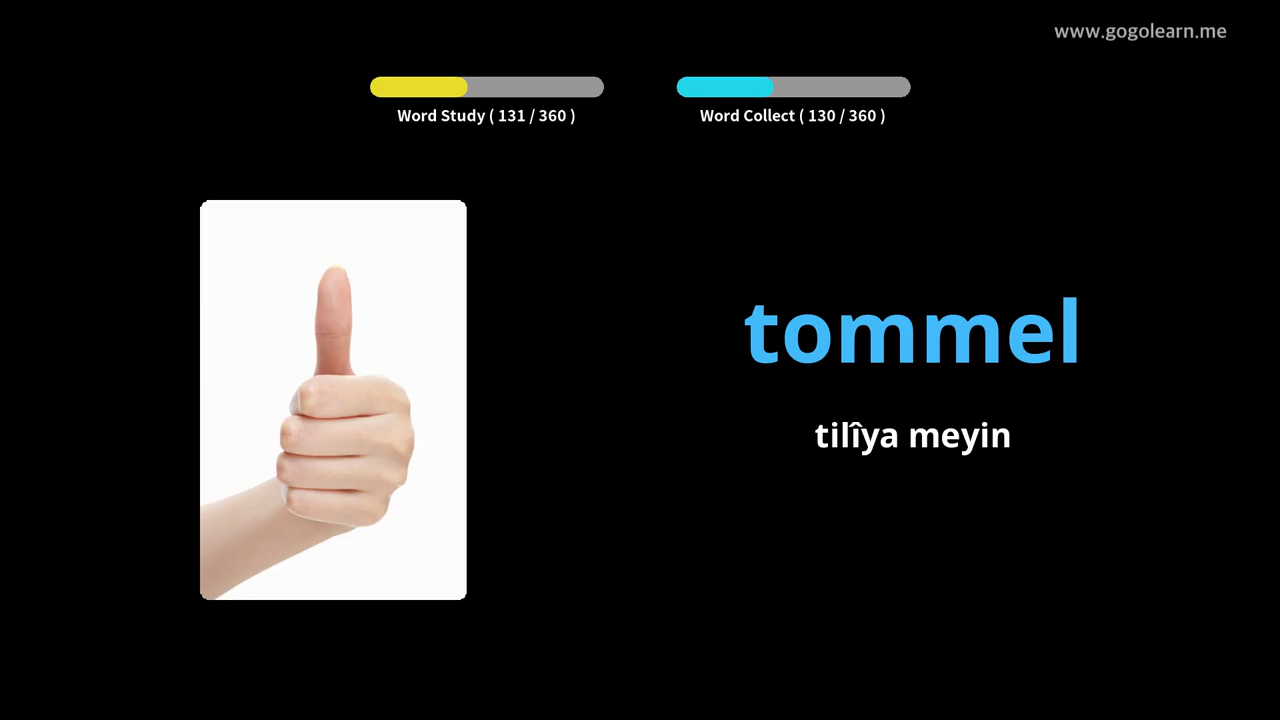 www.gogolearn.me
Word Study ( 131 / 360 )
Word Collect ( 130 / 360 )
tommel
tilîya meyin